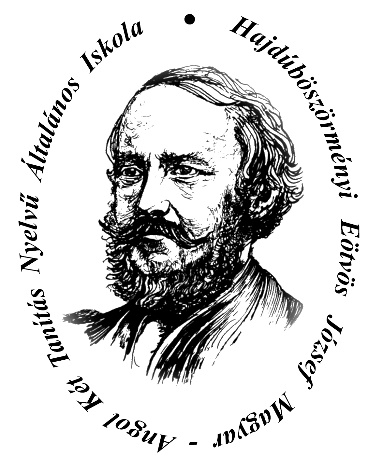 Hajdúböszörményi Eötvös József Magyar - Angol Két Tanítás Nyelvű Általános Iskola •